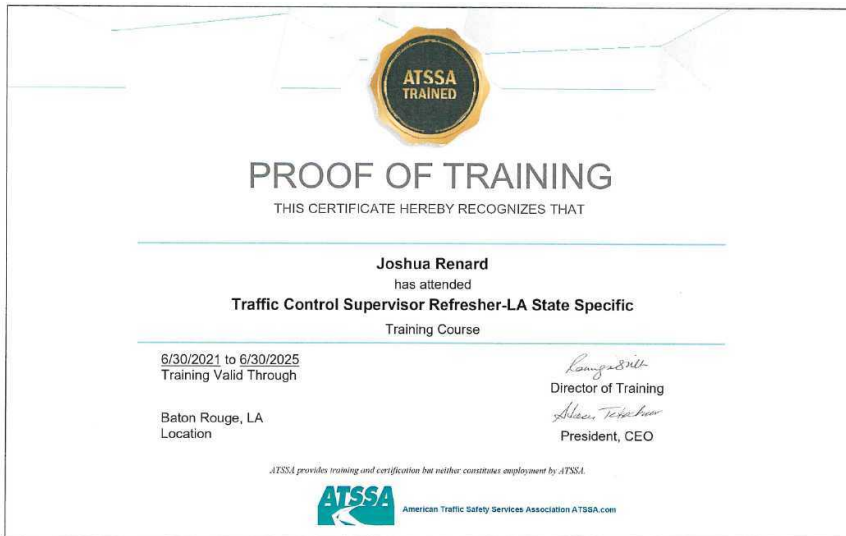 ATSSA
TRAINED
PROOF OF TRAINING
THIS CERTIFICATE HEREBY RECOGNIZES THAT
Joshua Renard
has attended
Traffic Control Supervisor Refresher-LA State Specific
Training Course
6/30/2021 to 6/30/2025
Training Valid Through
Director of Training
Baton Rouge, LA
Location
President, CEO
ATSSA provides training and certification but neither constitutes employment by ATSSA.
ATSSA
American Traffic Safety Services Association ATSSA.com